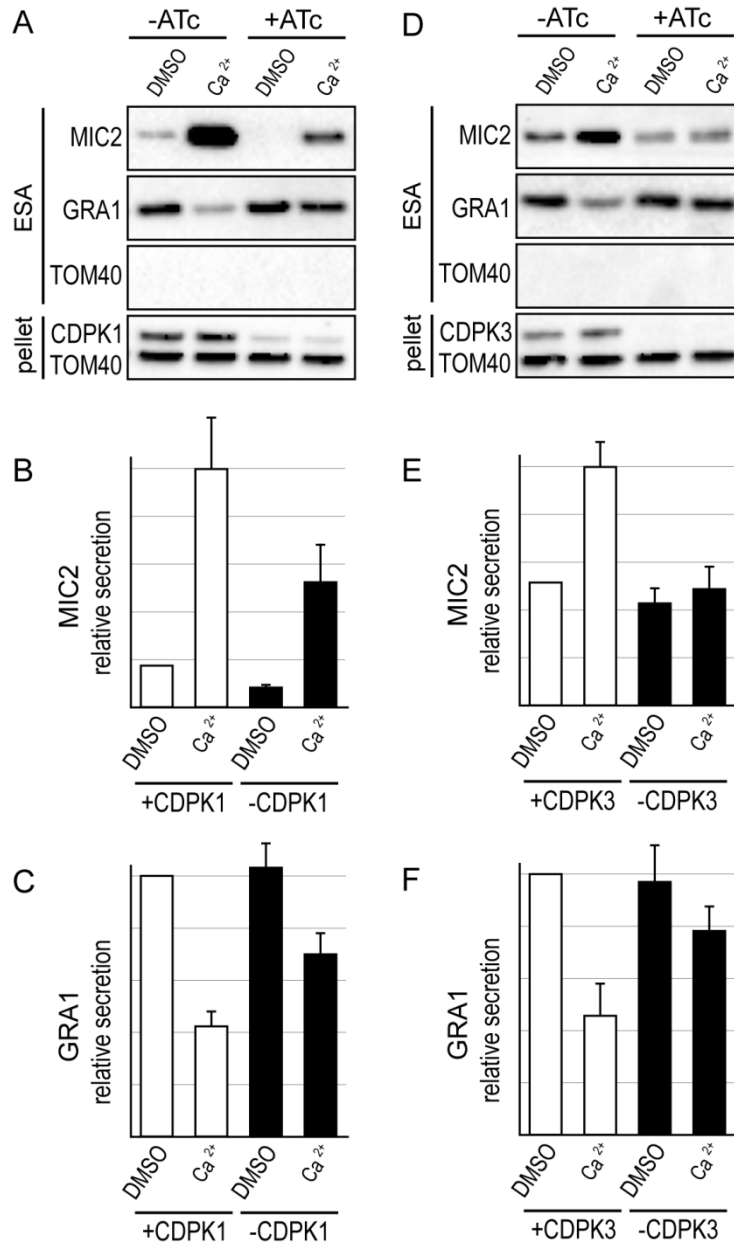 A
-ATc +ATc
DMSO Ca 2+ DMSO Ca 2+
ESA
MIC2
GRA1
TOM40
pellet
CDPK1
TOM40
D
-ATc +ATc
DMSO Ca 2+ DMSO Ca 2+
ESA
MIC2
GRA1
TOM40
pellet
CDPK3
TOM40
B
MIC2
relative secretion
DMSO Ca 2+ DMSO Ca 2+
+CDPK1 -CDPK1
E
MIC2
relative secretion
DMSO Ca 2+ DMSO Ca 2+
+CDPK3 -CDPK3
C
GRA1
relative secretion
DMSO Ca 2+ DMSO Ca 2+
+CDPK1 -CDPK1
F
GRA1
relative secretion
DMSO Ca 2+ DMSO Ca 2+
+CDPK3 -CDPK3